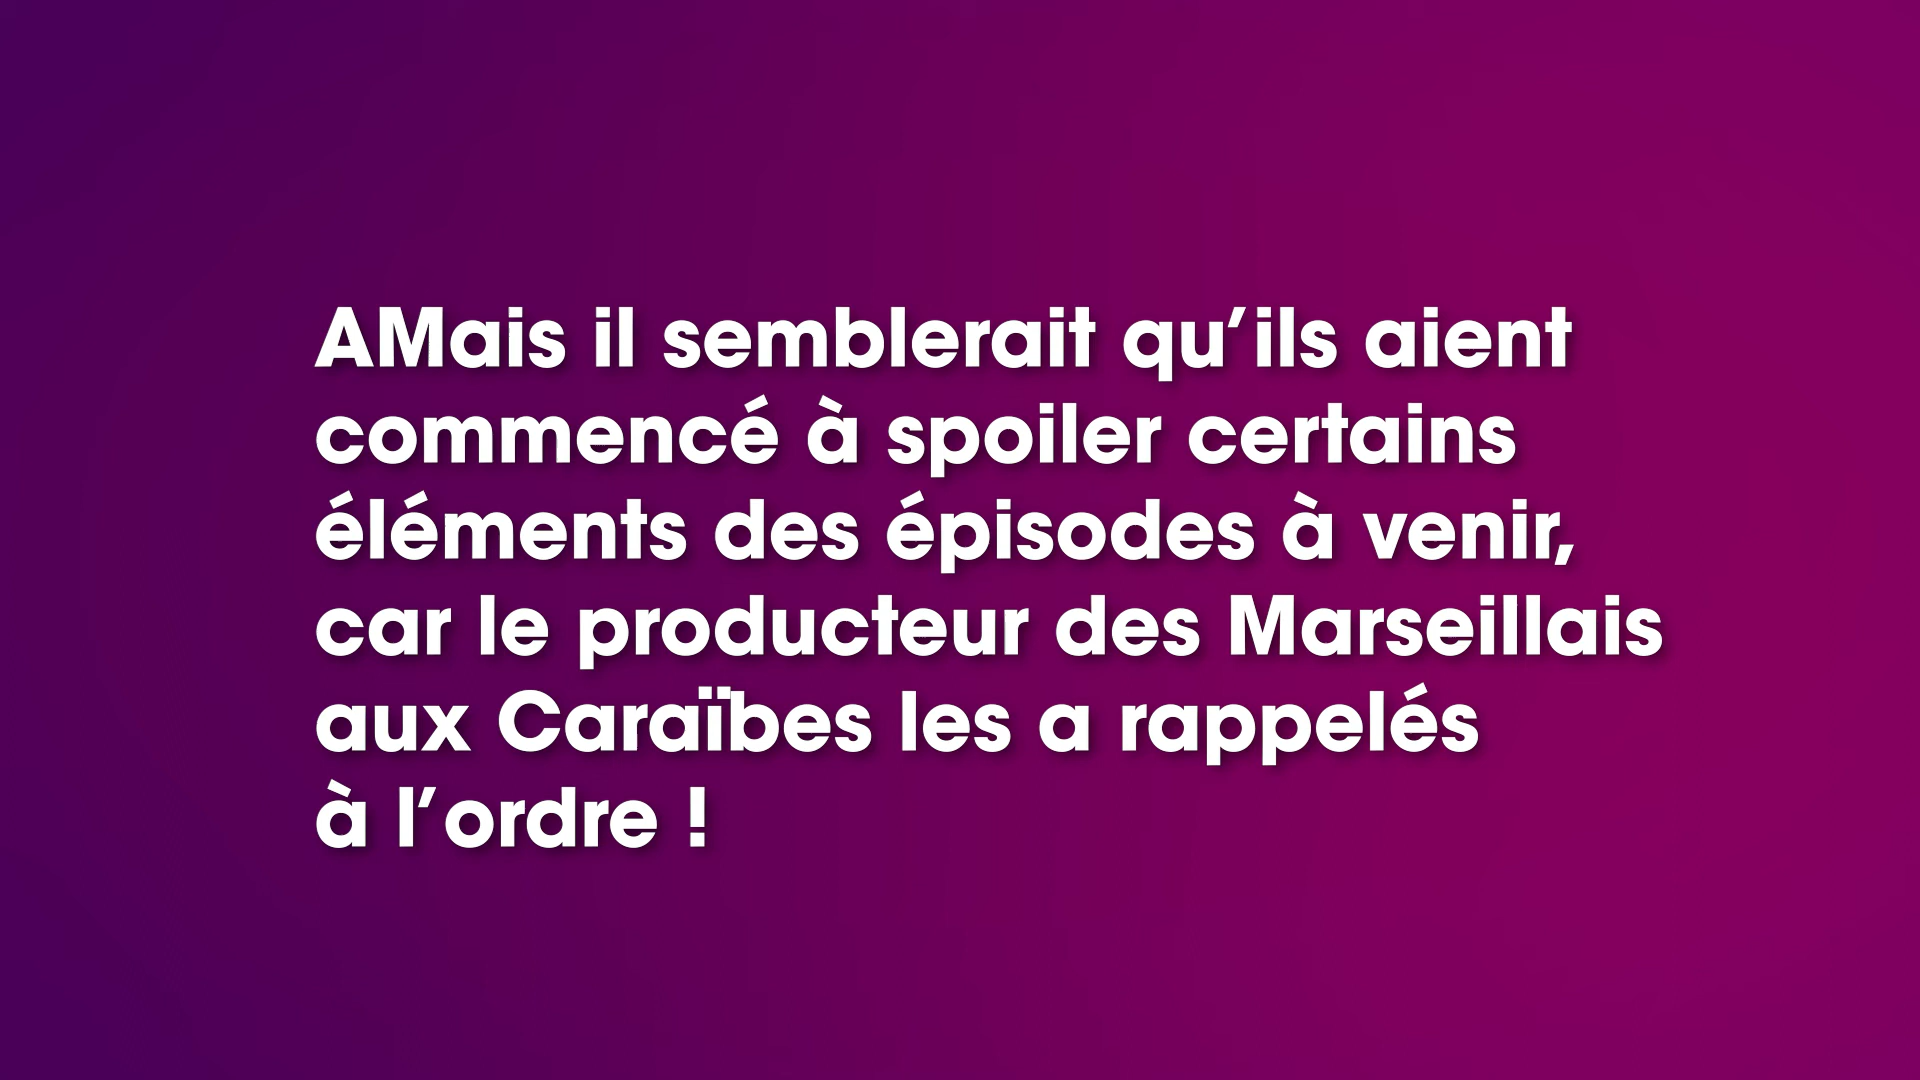 AMais il semblerait qu’ils aient
commencé à spoiler certains
éléments des épisodes à venir,
car le producteur des Marseillais
aux Caraïbes les a rappelés
à l’ordre !